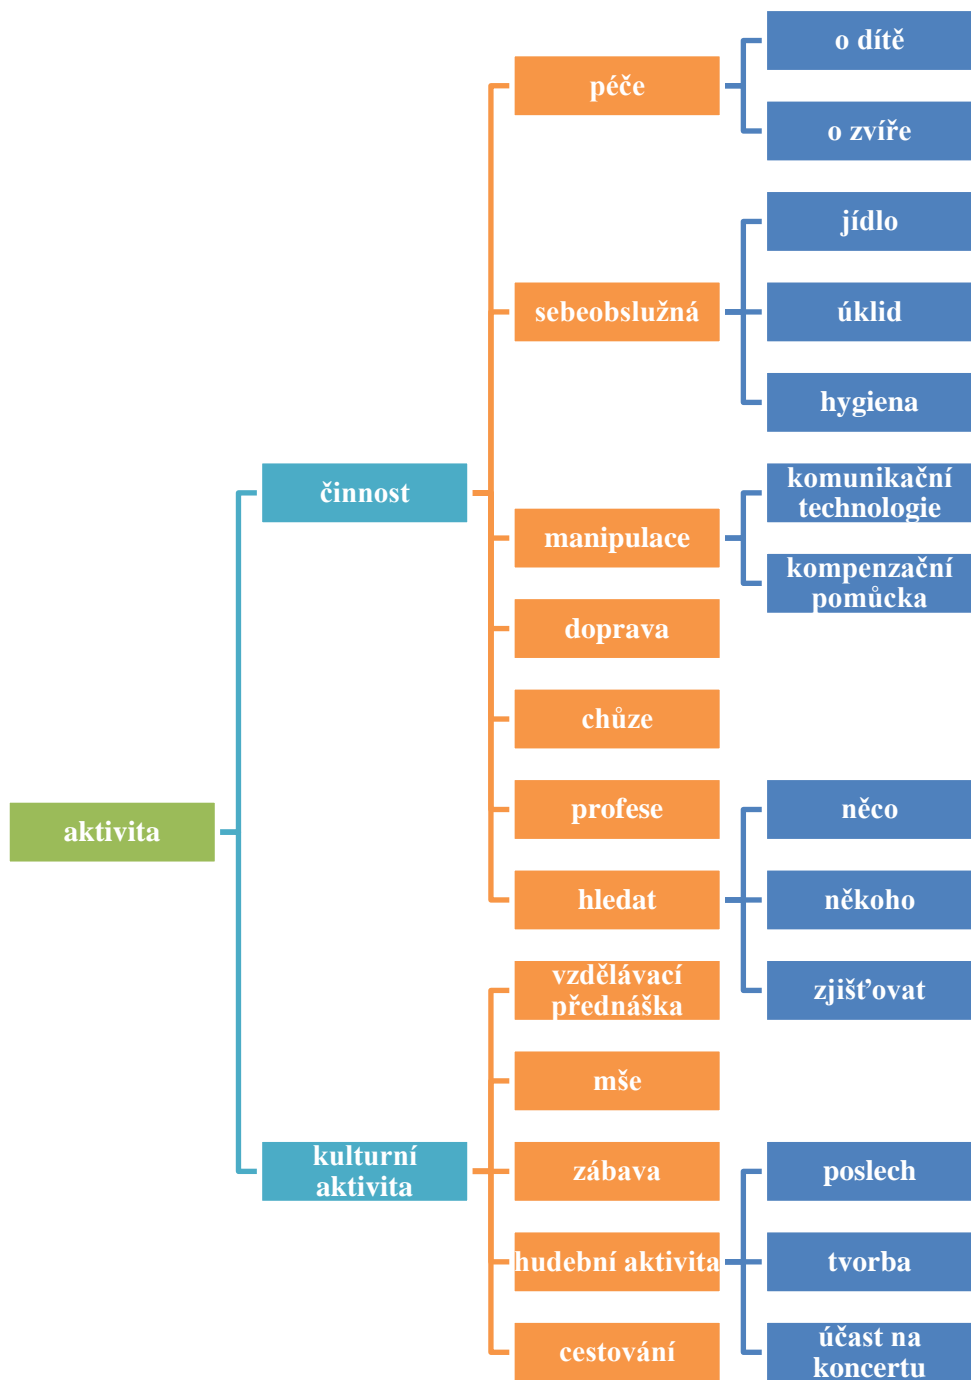 aktivita
činnost
péče
o dítě
o zvíře
sebeobslužná
jídlo
úklid
hygiena
manipulace
komunikační
technologie
kompenzační
pomůcka
doprava
chůze
profese
hledat
něco
někoho
zjišťovat
kulturní
aktivita
vzdělávací
přednáška
mše
zábava
hudební aktivita
poslech
tvorba
účast na
koncertu
cestování